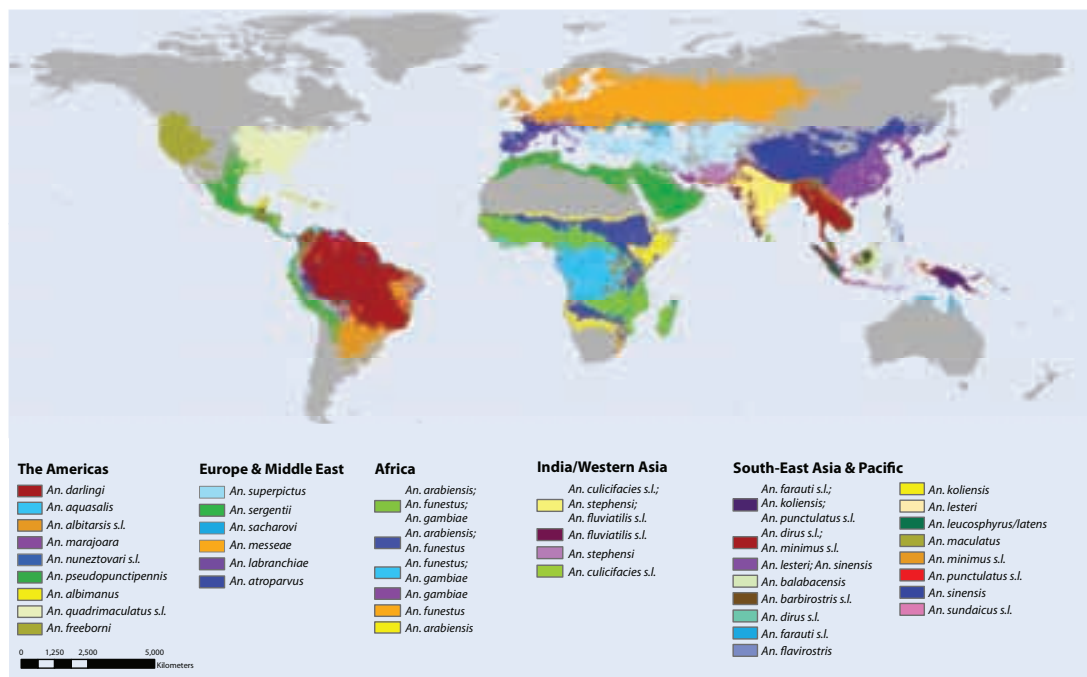 The Americas
An. darlingi
An. aquasalis
An. albitarsis s.l.
An. marajoara
An. nuneztovari s.l.
An. pseudopunctipennis
An. albimanus
An. quadrimaculatus s.l.
An. freeborni
0 1,250 2,500 5,000
Kilometers
Europe & Middle East
An. superpictus
An. sergentii
An. sacharovi
An. messeae
An. labranchiae
An. atroparvus
Africa
An. arabiensis;
An. funestus;
An. gambiae
An. arabiensis;
An. funestus
An. funestus;
An. gambiae
An. gambiae
An. funestus
An. arabiensis
India/Western Asia
An. culicifacies s.l.;
An. stephensi;
An. fluviatilis s.l.
An. fluviatilis s.l.
An. stephensi
An. culicifacies s.l.
South-East Asia & Pacific
An. farauti s.l.;
An. koliensis;
An. punctulatus s.l.
An. dirus s.l.;
An. minimus s.l.
An. lesteri; An. sinensis
An. balabacensis
An. barbirostris s.l.
An. dirus s.l.
An. farauti s.l.
An. flavirostris
An. koliensis
An. lesteri
An. leucosphyrus/latens
An. maculatus
An. minimus s.l.
An. punctulatus s.l.
An. sinensis
An. sundaicus s.l.